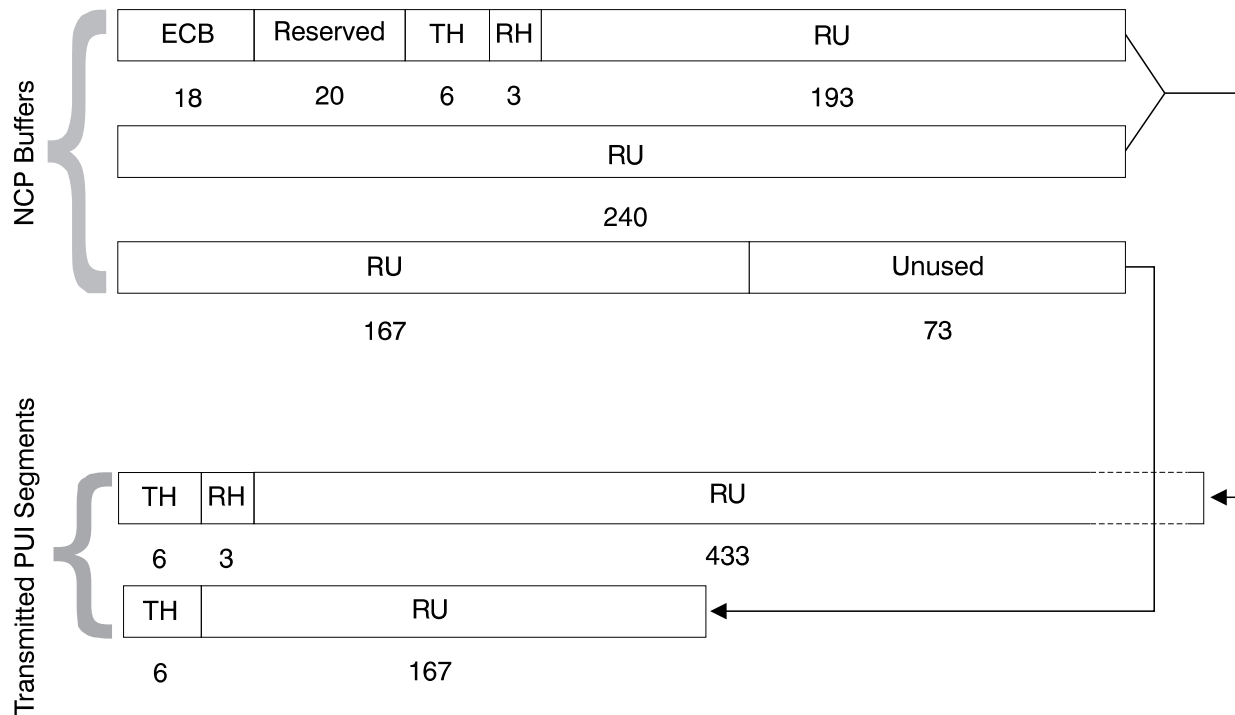 NCP Buffers
ECB Reserved TH RH RU
18 20 6 3 193
RU
240
RU Unused
167 73
Transmitted PUI Segments
TH RH RU
6 3 433
TH RU
6 167